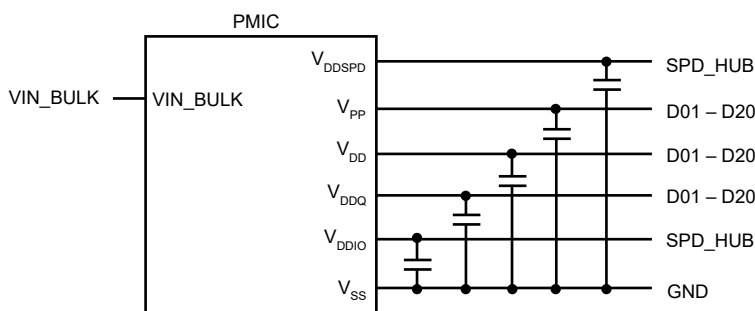 PMIC
VIN_BULK
VIN_BULK
VDDSPD
SPD_HUB
VPP
D01 – D20
VDD
D01 – D20
VDDQ
D01 – D20
VDDIO
SPD_HUB
VSS
GND